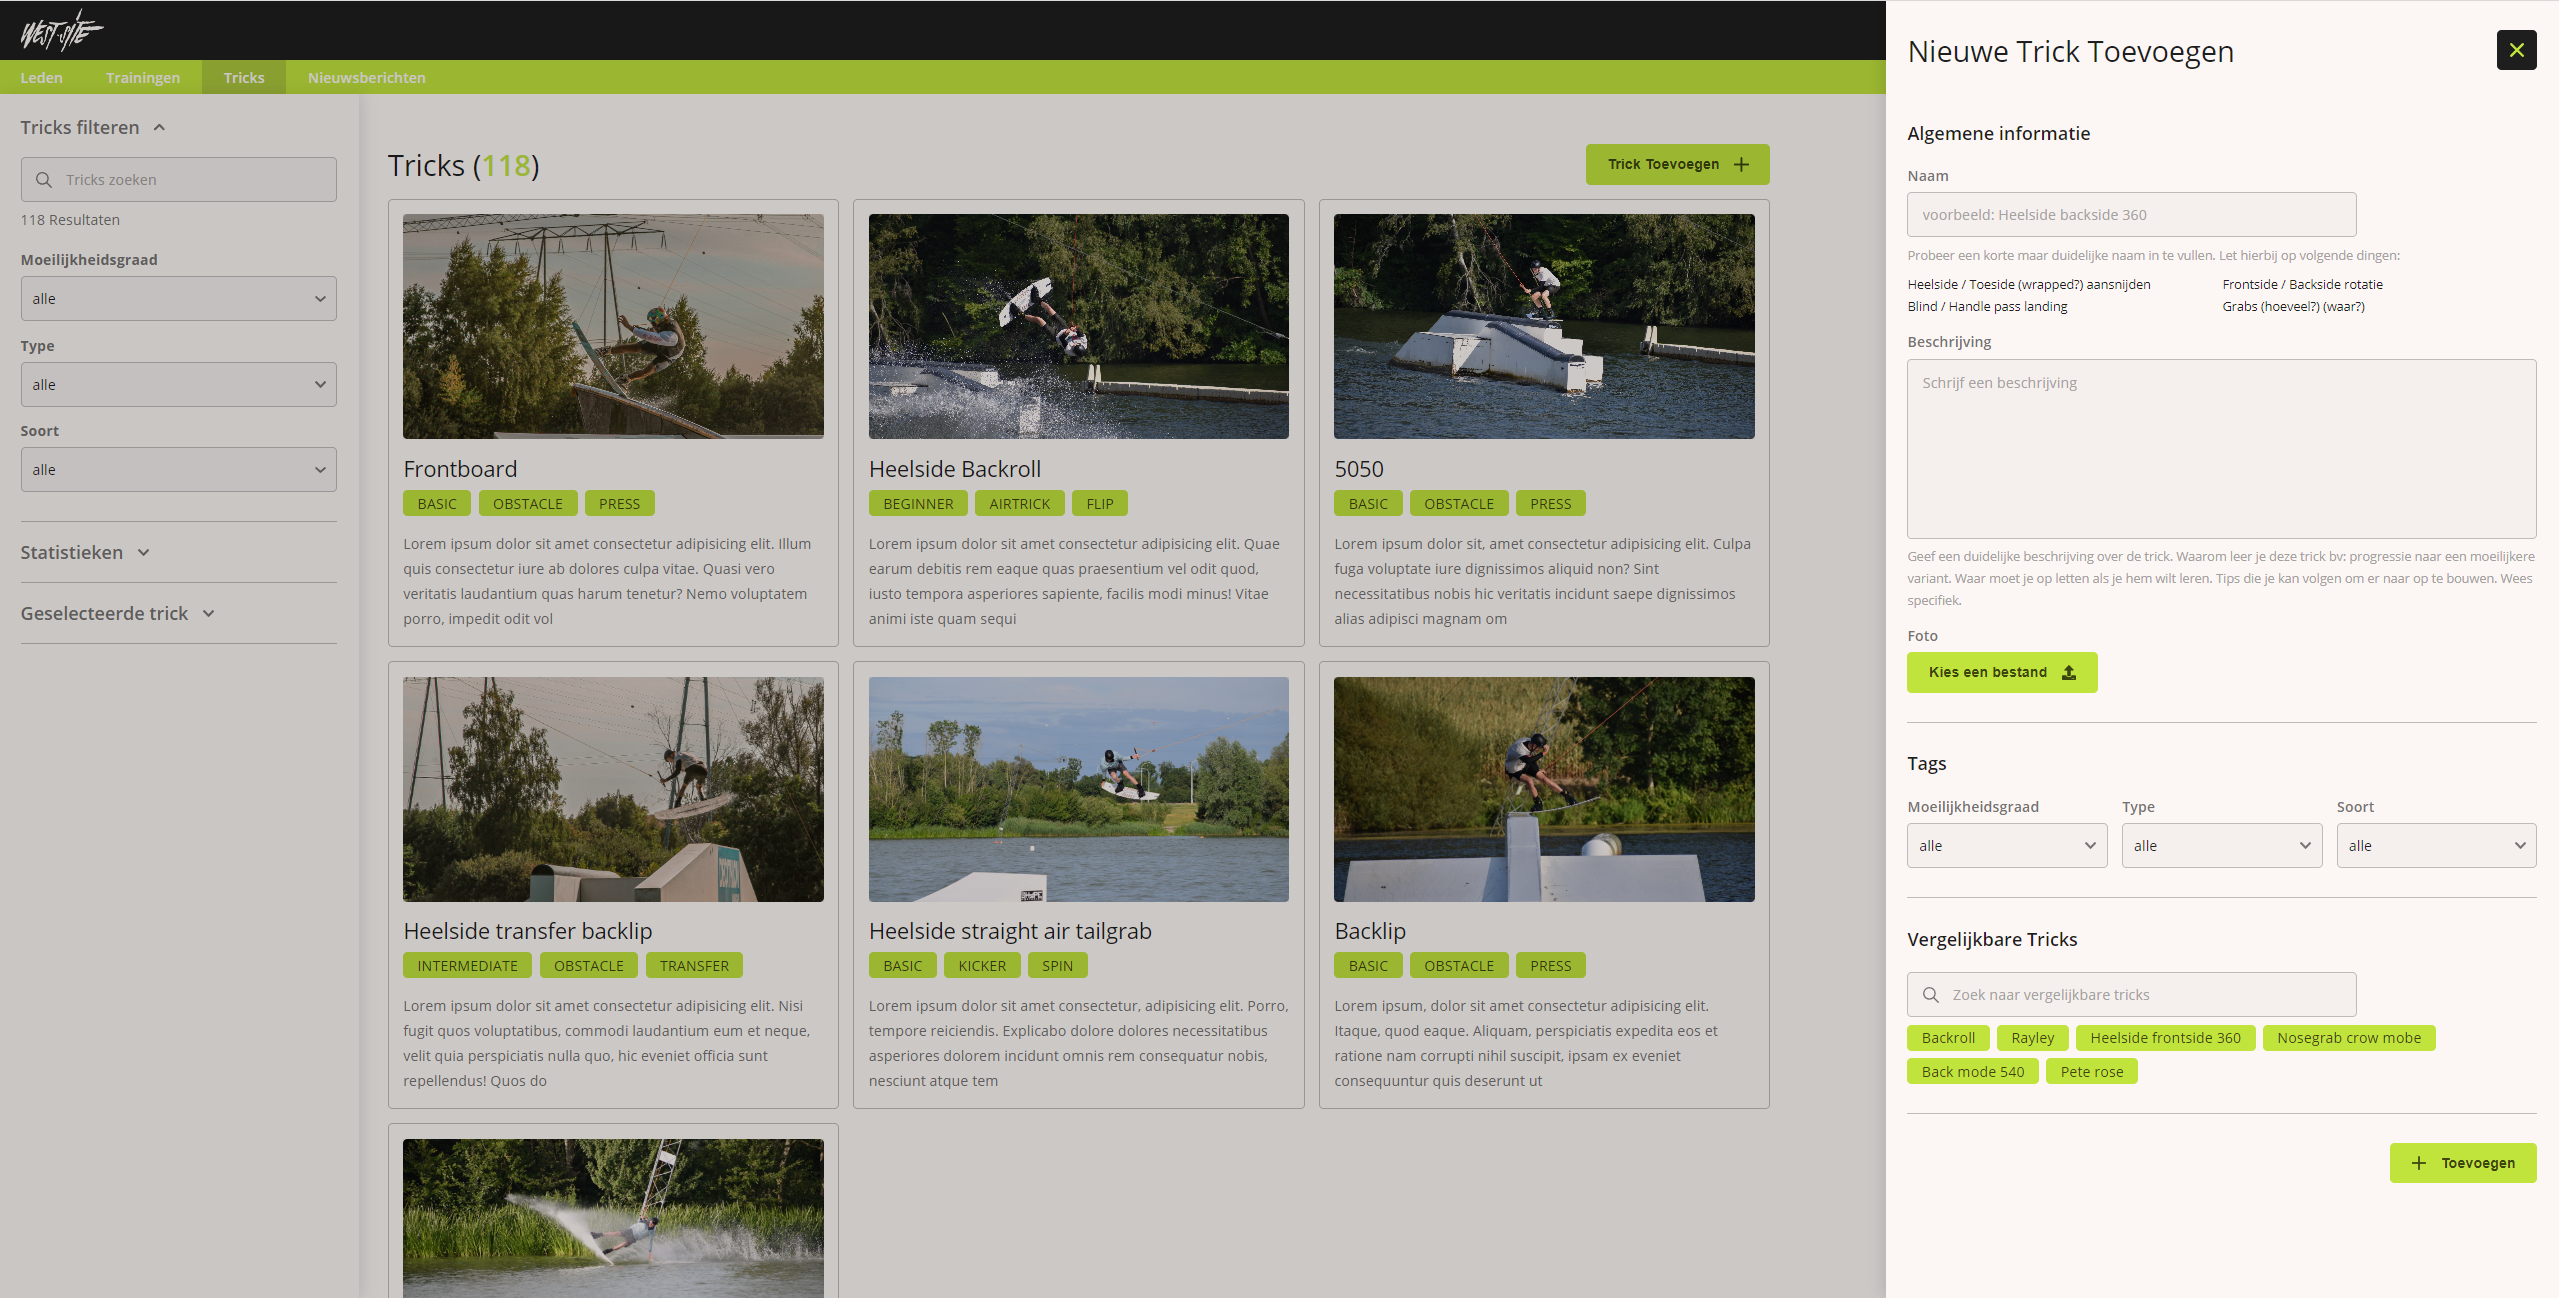 WEST-SITE
Leden
Trainingen
Tricks
Nieuwsberichten
Tricks filteren
Tricks zoeken
118 Resultaten
Moeilijkheidsgraad
alle
Type
alle
Soort
alle
Statistieken
Geselecteerde trick
Tricks (118)
Trick Toevoegen
Frontboard
BASIC OBSTACLE PRESS
Lorem ipsum dolor sit amet consectetur adipisicing elit. Illum
quis consectetur iure ab dolores culpa vitae. Quasi vero
veritatis laudantium quas harum tenetur? Nemo voluptatem
porro, impedit odit vol
Heelside Backroll
BEGINNER AIRTRICK FLIP
Lorem ipsum dolor sit amet consectetur adipisicing elit. Quae
earum debitis rem eaque quas praesentium vel odit quod,
iusto tempora asperiores sapiente, facilis modi minus! Vitae
animi iste quam sequi
5050
BASIC OBSTACLE PRESS
Lorem ipsum dolor sit, amet consectetur adipisicing elit. Culpa
fuga voluptate iure dignissimos aliquid non? Sint
necessitatibus nobis hic veritatis incidunt saepe dignissimos
alias adipisci magnam om
Heelside transfer backlip
INTERMEDIATE OBSTACLE TRANSFER
Lorem ipsum dolor sit amet consectetur adipisicing elit. Nisi
fugit quos voluptatibus, commodi laudantium eum et neque,
velit quia perspiciatis nulla quo, hic eveniet officia sunt
repellendus! Quos do
Heelside straight air tailgrab
BASIC KICKER SPIN
Lorem ipsum dolor sit amet consectetur, adipisicing elit. Porro,
tempore reiciendis. Explicabo dolore dolores necessitatibus
asperiores dolorem incidunt omnis rem consequatur nobis,
nesciunt atque tem
Backlip
BASIC OBSTACLE PRESS
Lorem ipsum, dolor sit amet consectetur adipisicing elit.
Itaque, quod eaque. Aliquam, perspiciatis expedita eos et
ratione nam corrupti nihil suscipit, ipsam ex eveniet
consequuntur quis deserunt ut
Nieuwe Trick Toevoegen
Algemene informatie
Naam
voorbeeld: Heelside backside 360
Probeer een korte maar duidelijke naam in te vullen. Let hierbij op volgende dingen:
Heelside / Toeside (wrapped?) aansnijden
Frontside / Backside rotatie
Blind / Handle pass landing
Grabs (hoeveel?) (waar?)
Beschrijving
Schrijf een beschrijving
Geef een duidelijke beschrijving over de trick. Waarom leer je deze trick bv: progressie naar een moeilijkere
variant. Waar moet je op letten als je hem wilt leren. Tips die je kan volgen om er naar op te bouwen. Wees
specifiek.
Foto
Kies een bestand
Tags
Moeilijkheidsgraad
Type
Soort
alle
alle
alle
Vergelijkbare Tricks
Zoek naar vergelijkbare tricks
Backroll
Rayley
Heelside frontside 360
Nosegrab crow mobe
Back mode 540
Pete rose
Toevoegen